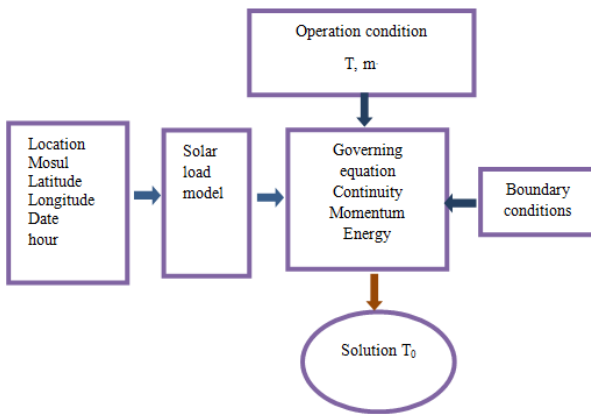 Operation condition
T, m·
Location
Mosul
Latitude
Longitude
Date
hour
Solar
load
model
Governing
equation
Continuity
Momentum
Energy
Boundary
conditions
Solution T₀